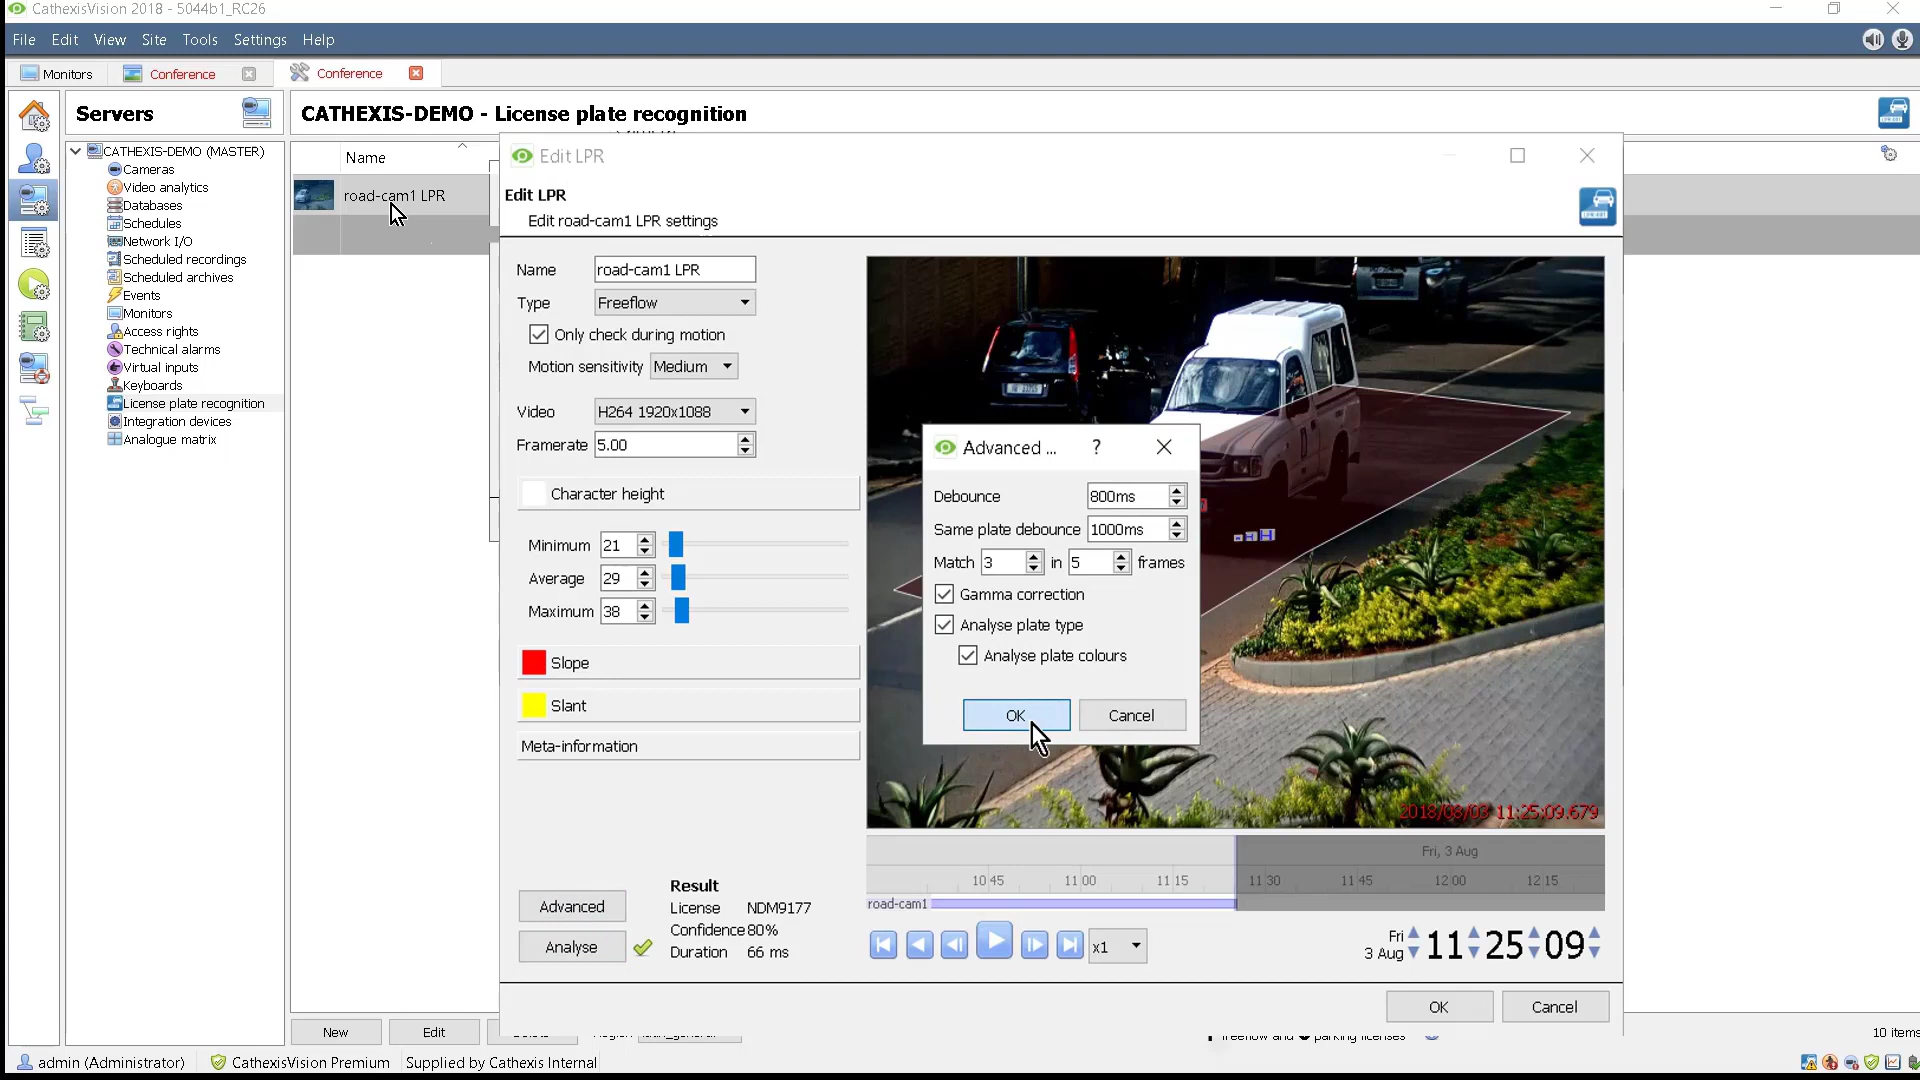 CathexisVision 2018 - 5044b1_RC26
File Edit View Site Tools Settings Help
Monitors Conference Conference
Servers
CATHEXIS-DEMO - License plate recognition
CATHEXIS-DEMO (MASTER)
Cameras
Video analytics
Databases
Schedules
Network I/O
Scheduled recordings
Scheduled archives
Events
Monitors
Access rights
Technical alarms
Virtual inputs
Keyboards
License plate recognition
Integration devices
Analogue matrix
Name
road-cam1 LPR
Edit LPR
Edit LPR
Edit road-cam1 LPR settings
Name road-cam1 LPR
Type Freeflow
Only check during motion
Motion sensitivity Medium
Video H264 1920x1088
Framerate 5.00
Character height
Minimum 21
Average 29
Maximum 38
Slope
Slant
Meta-information
Advanced
Analyse
Result
License NDM9177
Confidence 80%
Duration 66 ms
Advanced ... ?
Debounce 800ms
Same plate debounce 1000ms
Match 3 in 5 frames
Gamma correction
Analyse plate type
Analyse plate colours
OK Cancel
2018/08/03 11:25:09.679
Fri, 3 Aug
10 45 11 00 11 15 11 30 11 45 12 00 12 15
road-cam1
x1
Fri
3 Aug
11 25 09
OK Cancel
New Edit
freeflow and parking licenses
10 items
admin (Administrator) CathexisVision Premium Supplied by Cathexis Internal